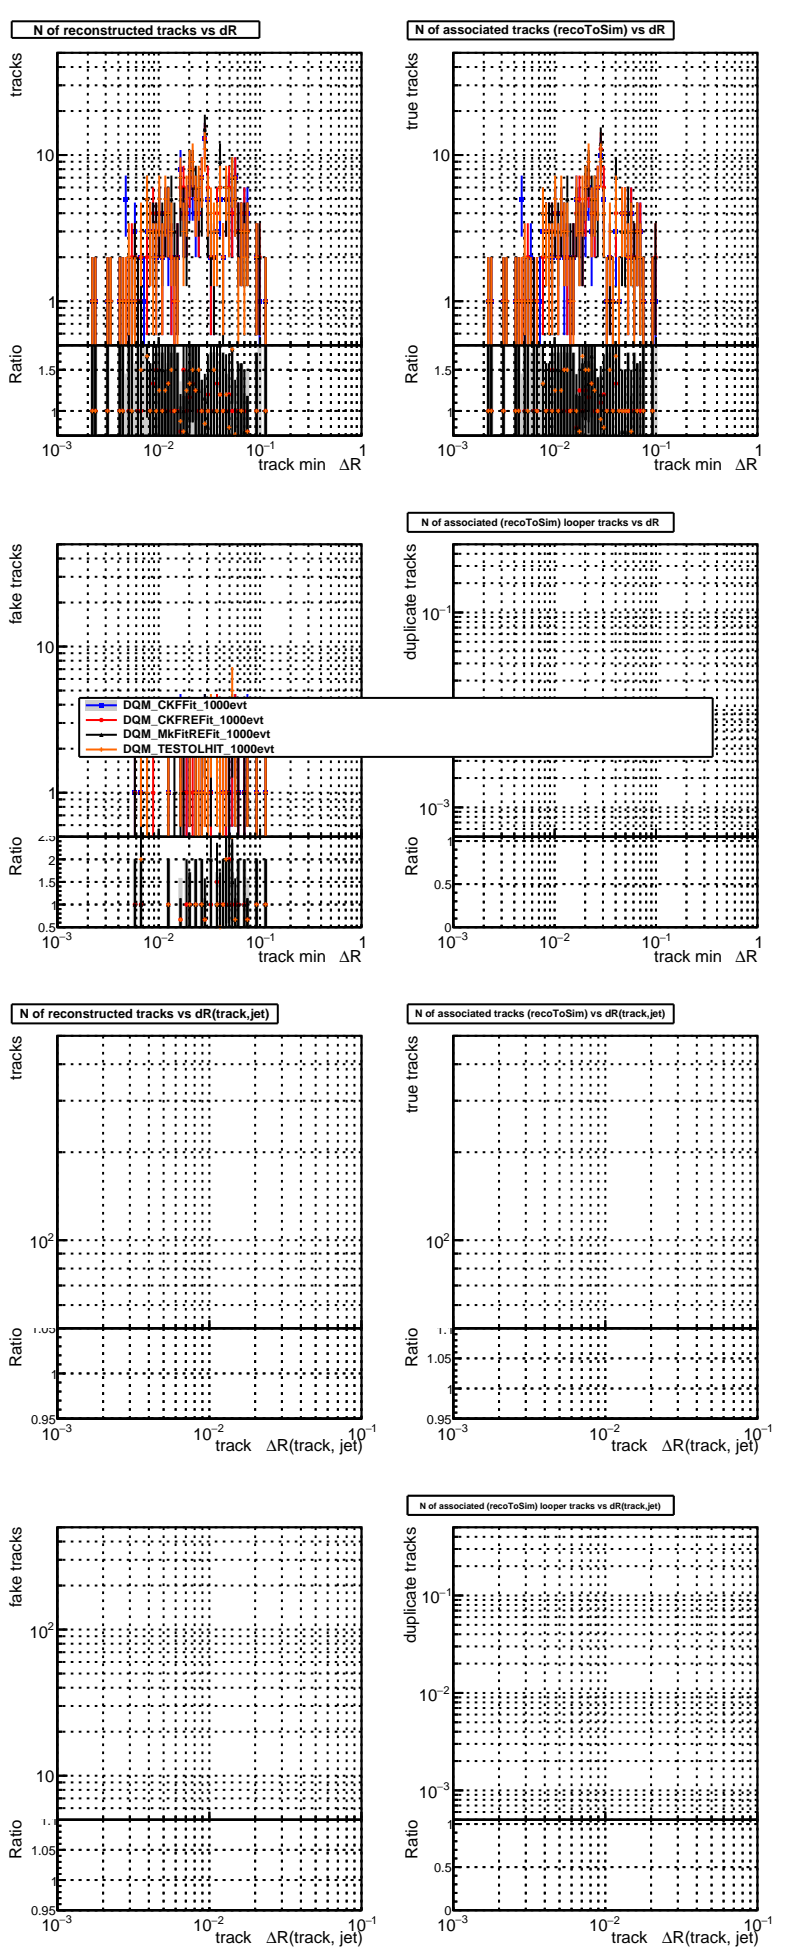 N of reconstructed tracks vs dR
tracks
10
1
Ratio
1.5
1
10−3 10−2 10−1 1
track min ΔR
N of associated tracks (recoToSim) vs dR
true tracks
10
1
Ratio
1.5
1
10−3 10−2 10−1 1
track min ΔR
fake tracks
10
1
Ratio
2.5
2
1.5
1
0.5
10−3 10−2 10−1 1
track min ΔR
N of associated (recoToSim) looper tracks vs dR
duplicate tracks
10−1
10−3
Ratio
1
0.5
0
10−3 10−2 10−1 1
track min ΔR
DQM_CKFFit_1000evt
DQM_CKFREFit_1000evt
DQM_MkFitREFit_1000evt
DQM_TESTOLHIT_1000evt
N of reconstructed tracks vs dR(track,jet)
tracks
102
Ratio
1.05
1
0.95
10−3 10−2 10−1
track ΔR(track, jet)
N of associated tracks (recoToSim) vs dR(track,jet)
true tracks
102
Ratio
1.1
1.05
1
0.95
10−3 10−2 10−1
track ΔR(track, jet)
fake tracks
102
10
Ratio
1.1
1.05
1
0.95
10−3 10−2 10−1
track ΔR(track, jet)
N of associated (recoToSim) looper tracks vs dR(track,jet)
duplicate tracks
10−1
10−2
10−3
Ratio
1
0.5
0
10−3 10−2 10−1
track ΔR(track, jet)